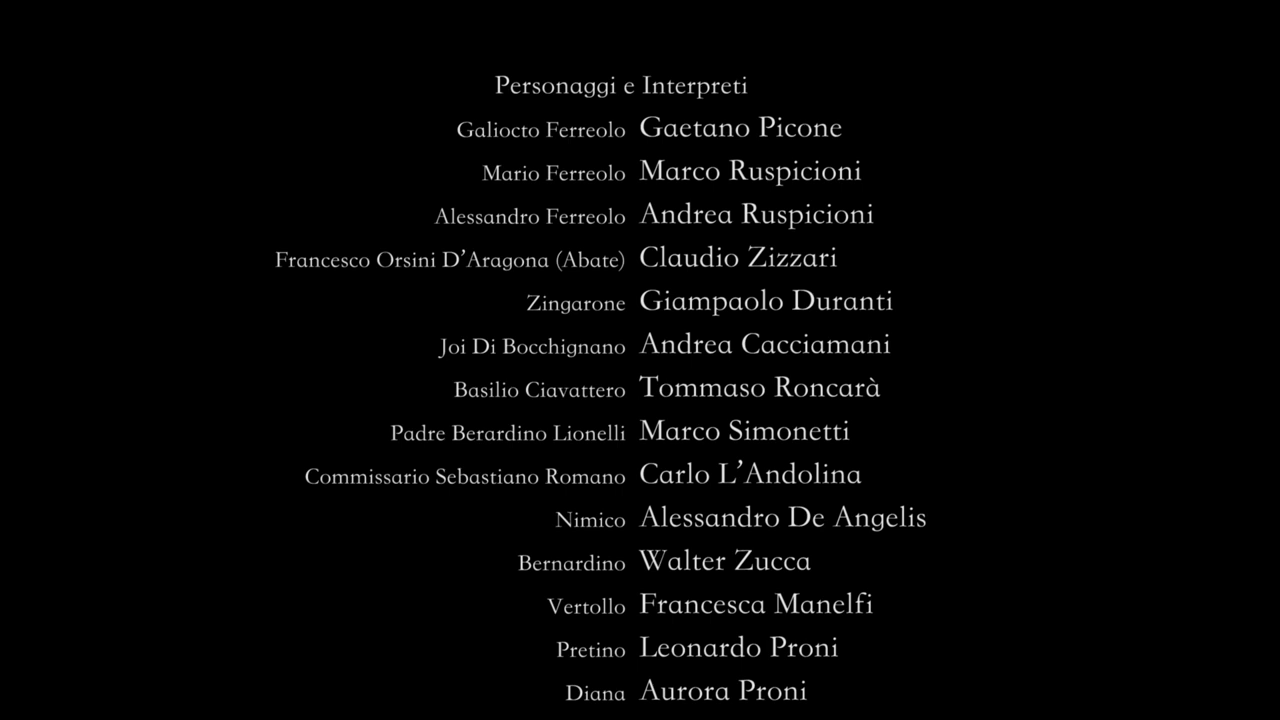 Personaggi e Interpreti
Galiocto Ferreolo Gaetano Picone
Mario Ferreolo Marco Ruspicioni
Alessandro Ferreolo Andrea Ruspicioni
Francesco Orsini D’Aragona (Abate) Claudio Zizzari
Zingarone Giampaolo Duranti
Joi Di Bocchignano Andrea Cacciamani
Basilio Ciavattero Tommaso Roncarà
Padre Berardino Lionelli Marco Simonetti
Commissario Sebastiano Romano Carlo L’Andolina
Nimico Alessandro De Angelis
Bernardino Walter Zucca
Vertollo Francesca Manelfi
Pretino Leonardo Proni
Diana Aurora Proni